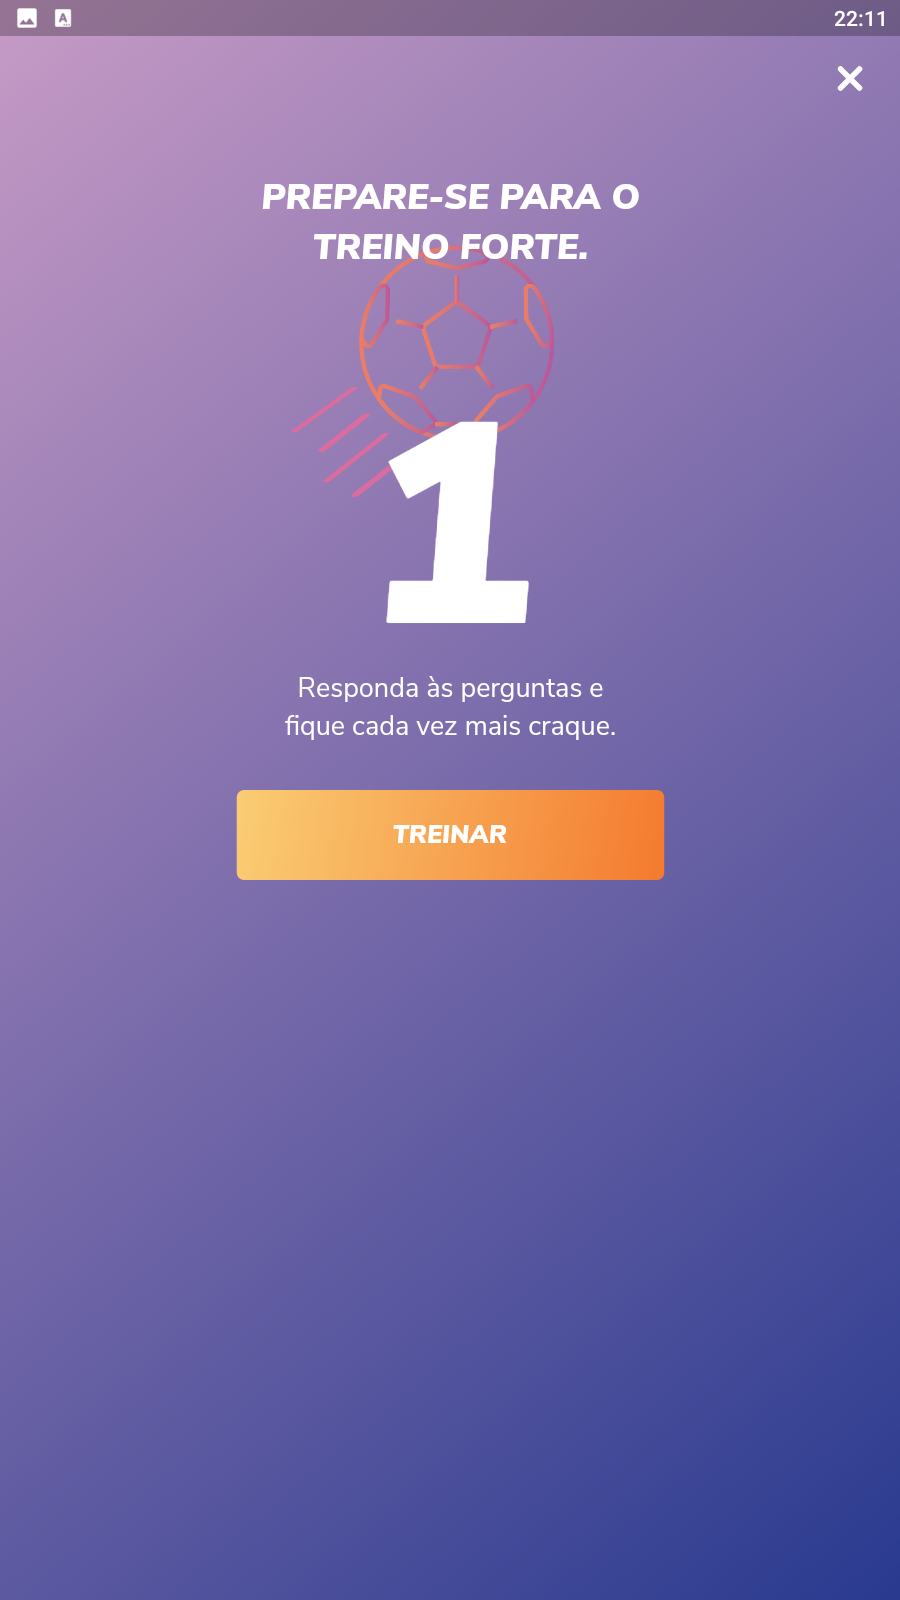 22:11
PREPARE-SE PARA O
TREINO FORTE.
1
Responda às perguntas e
fique cada vez mais craque.
TREINAR